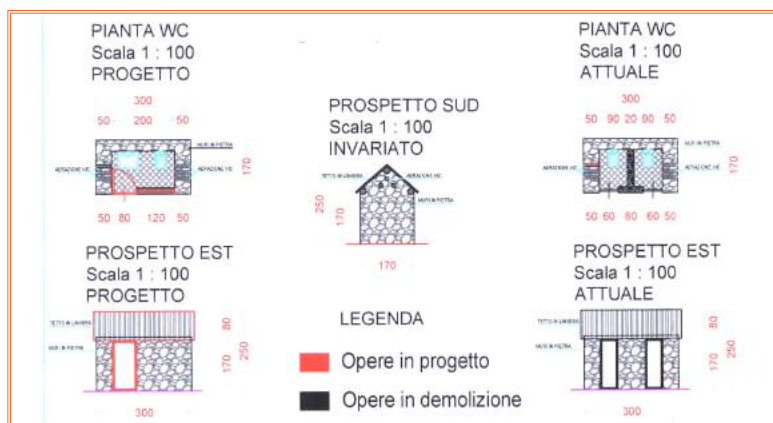 PIANTA WC
Scala 1 : 100
PROGETTO
300
50 200 50
MURI IN PIETRA
AERAZIONE WC
AERAZIONE WC
170
50 80 120 50
PROSPETTO EST
Scala 1 : 100
PROGETTO
TETTO IN LAMIERA
MURI IN PIETRA
80
170
250
300
PROSPETTO SUD
Scala 1 : 100
INVARIATO
TETTO IN LAMIERA
AERAZIONE WC
MURI IN PIETRA
250
170
170
LEGENDA
Opere in progetto
Opere in demolizione
PIANTA WC
Scala 1 : 100
ATTUALE
300
50 90 20 90 50
MURI IN PIETRA
AERAZIONE WC
AERAZIONE WC
170
50 60 80 60 50
PROSPETTO EST
Scala 1 : 100
ATTUALE
TETTO IN LAMIERA
MURI IN PIETRA
80
170
250
300